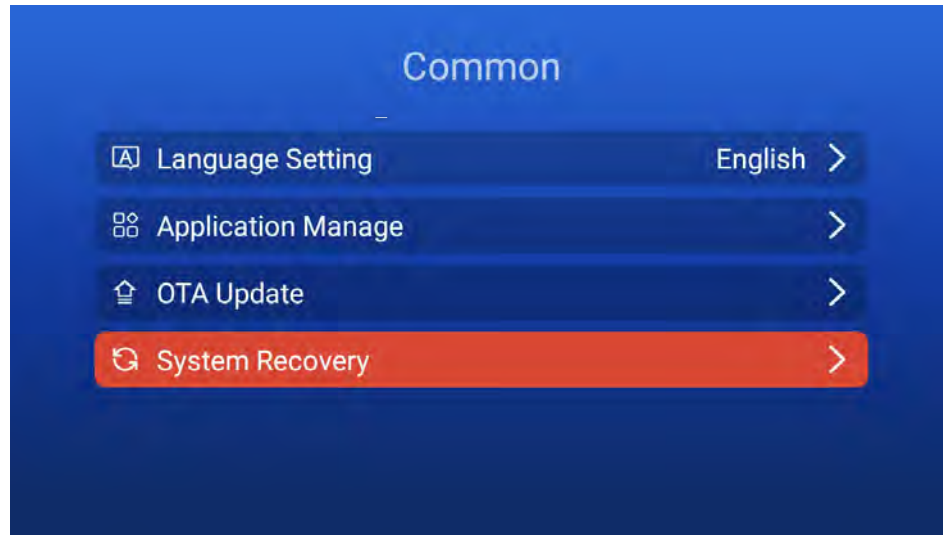 Common
Language Setting English
Application Manage
OTA Update
System Recovery